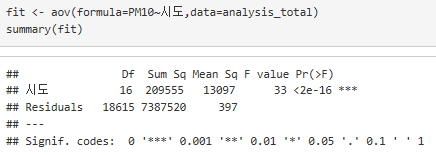 fit <- aov(formula=PM10~시도,data=analysis_total)
summary(fit)
##                Df  Sum Sq Mean Sq F value Pr(>F)
## 시도           16  209555   13097      33 <2e-16 ***
## Residuals   18615 7387520     397
## ---
## Signif. codes:  0 '***' 0.001 '**' 0.01 '*' 0.05 '.' 0.1 ' ' 1